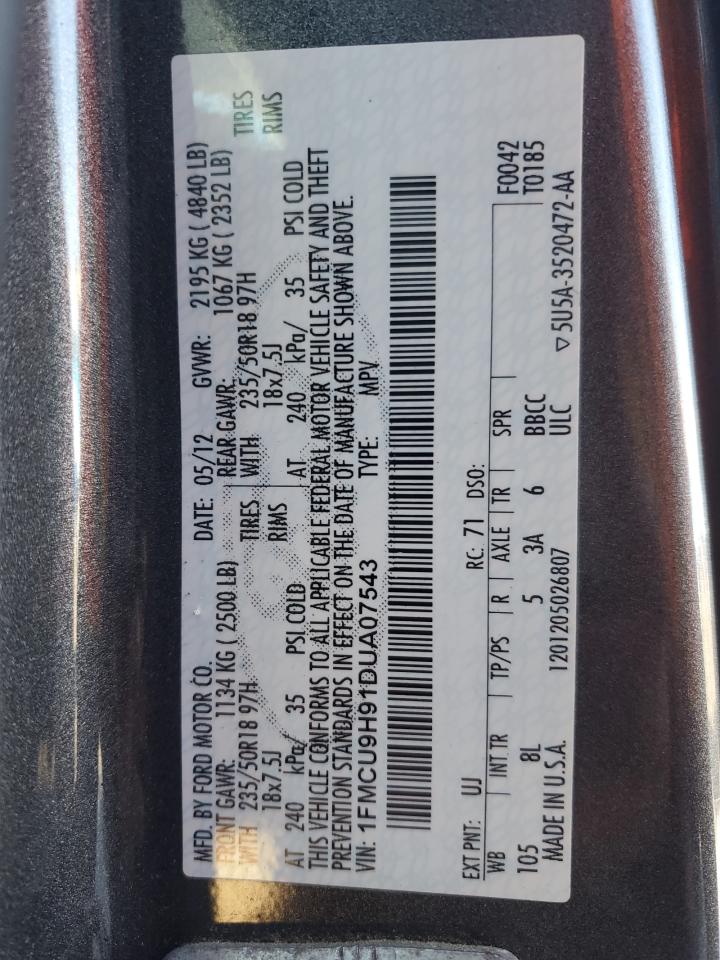 MFD. BY FORD MOTOR CO. DATE: 05/12 GVWR: 2195 KG ( 4840 LB)
FRONT GAWR: 1134 KG ( 2500 LB) REAR GAWR: 1067 KG ( 2352 LB)
WITH 235/50R18 97H TIRES WITH 235/50R18 97H TIRES
18x7.5J RIMS 18x7.5J RIMS
AT 240 kPa/ 35 PSI COLD AT 240 kPa/ 35 PSI COLD
THIS VEHICLE CONFORMS TO ALL APPLICABLE FEDERAL MOTOR VEHICLE SAFETY AND THEFT
PREVENTION STANDARDS IN EFFECT ON THE DATE OF MANUFACTURE SHOWN ABOVE.
VIN: 1FMCU9H91DUA07543 TYPE: MPV
EXT PNT: UJ RC: 71 DSO: F0042
WB INT TR TP/PS R AXLE TR SPR T0185
105 8L 5 3A 6 BBCC
MADE IN U.S.A. 1201205026807 ULC ▽5U5A-3520472-AA